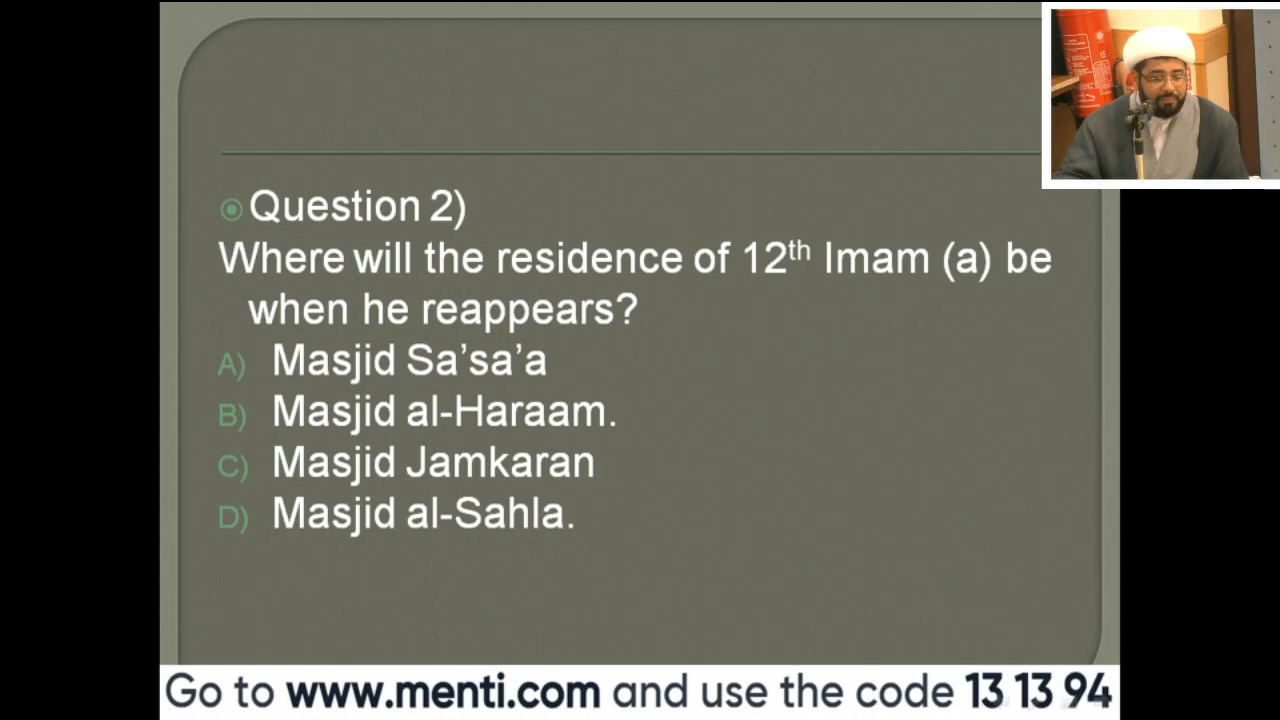 Question 2)
Where will the residence of 12th Imam (a) be
when he reappears?
A) Masjid Sa’sa’a
B) Masjid al-Haraam.
C) Masjid Jamkaran
D) Masjid al-Sahla.
Go to www.menti.com and use the code 13 13 94